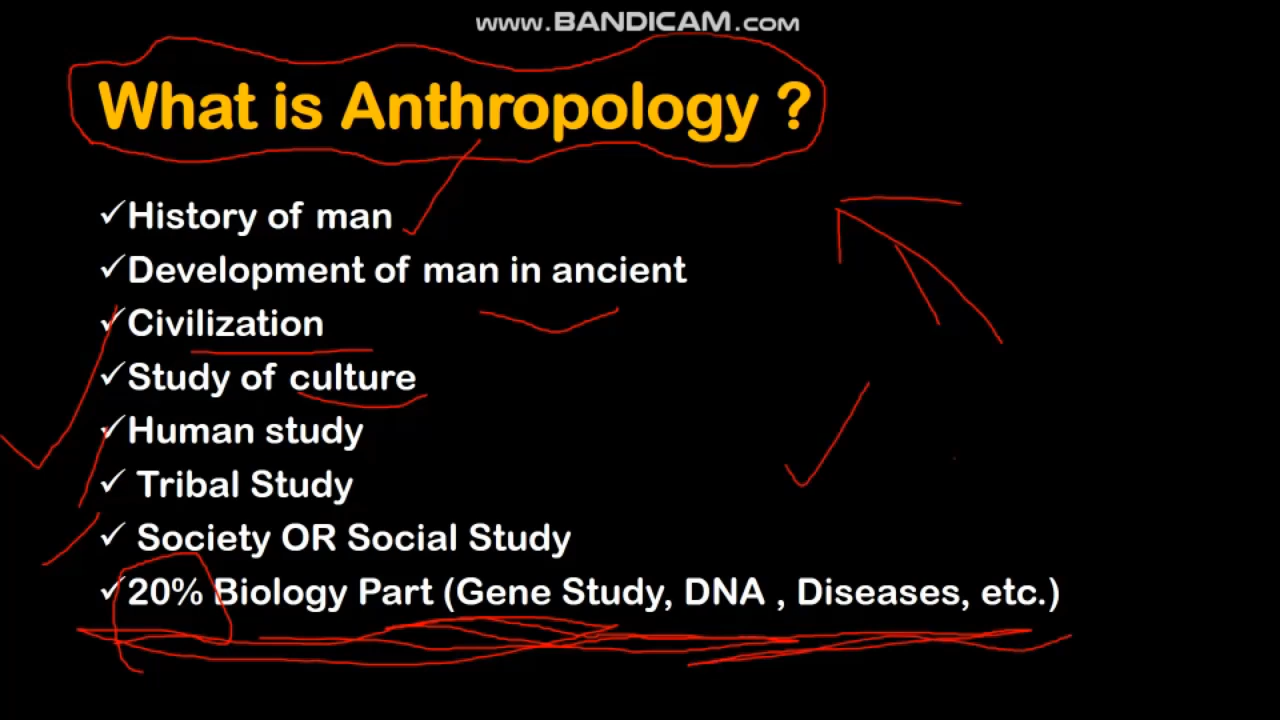 www.BANDICAM.com
What is Anthropology ?
✓History of man
✓Development of man in ancient
✓Civilization
✓Study of culture
✓Human study
✓ Tribal Study
✓ Society OR Social Study
✓20% Biology Part (Gene Study, DNA , Diseases, etc.)